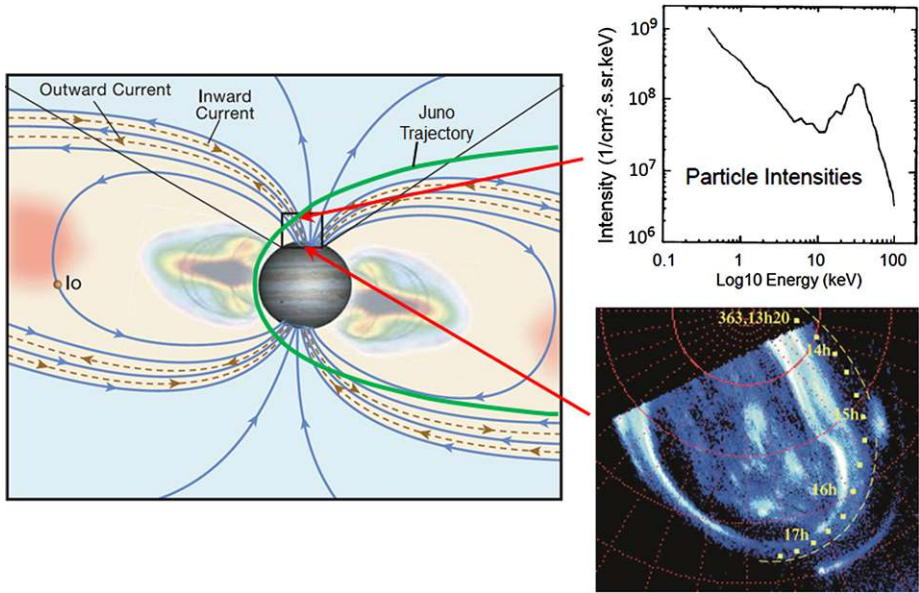 Outward Current
Inward
Current
Juno
Trajectory
Io
10⁹
10⁸
10⁷
10⁶
Intensity (1/cm².s.sr.keV)
Particle Intensities
0
1
10
100
Log10 Energy (keV)
363,13h20
14h
15h
16h
17h